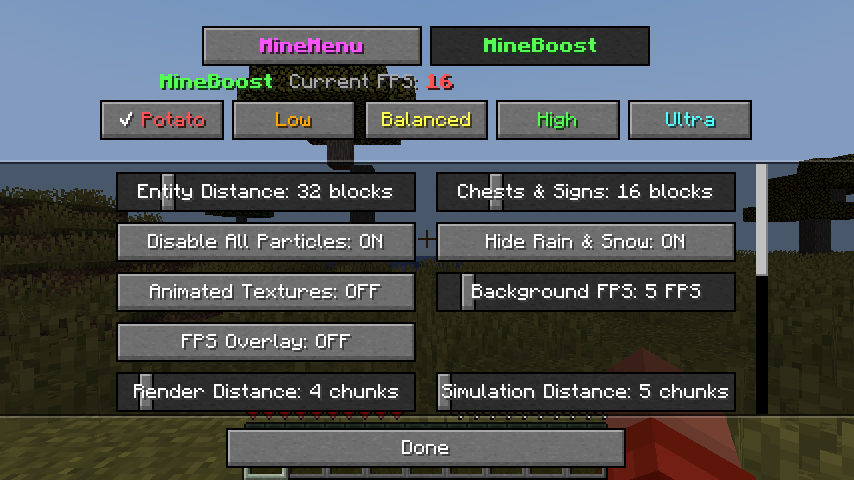 MineMenu
MineBoost
MineBoost Current FPS: 16
✓ Potato
Low
Balanced
High
Ultra
Entity Distance: 32 blocks
Chests & Signs: 16 blocks
Disable All Particles: ON
Hide Rain & Snow: ON
Animated Textures: OFF
Background FPS: 5 FPS
FPS Overlay: OFF
Render Distance: 4 chunks
Simulation Distance: 5 chunks
Done